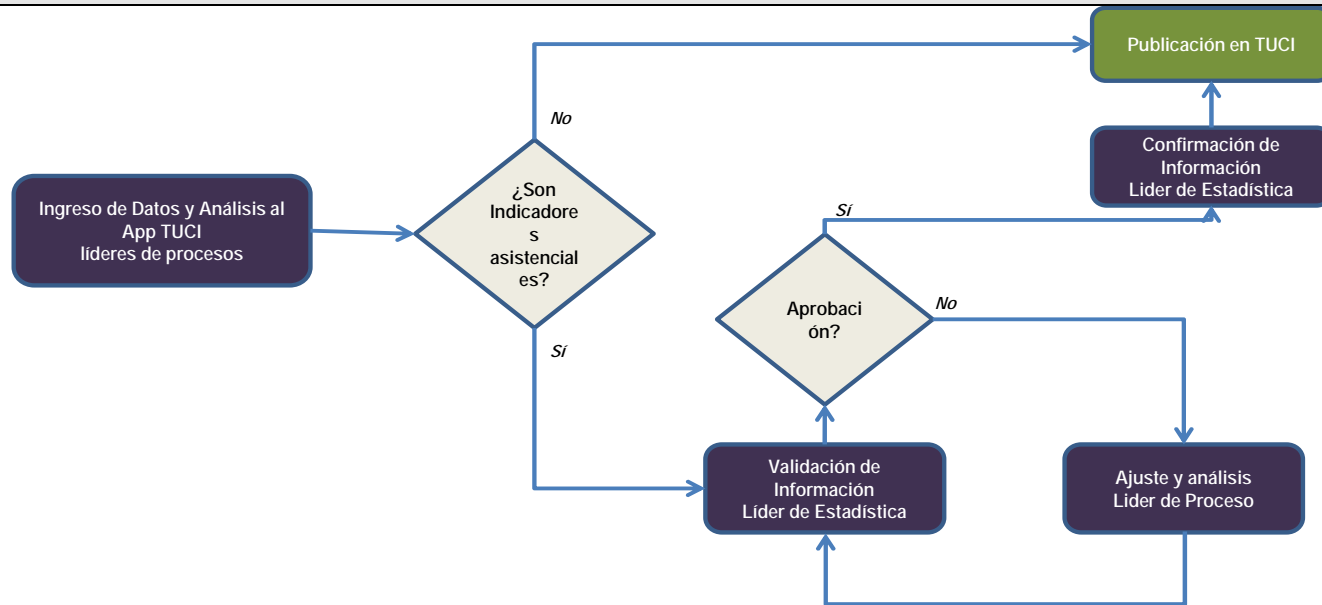 Publicación en TUCI
No
Confirmación de
Información
Lider de Estadística
¿Son
Indicadore
s
asistencial
es?
Ingreso de Datos y Análisis al
App TUCI
líderes de procesos
Sí
Aprobaci
ón?
No
Sí
Validación de
Información
Líder de Estadística
Ajuste y análisis
Lider de Proceso